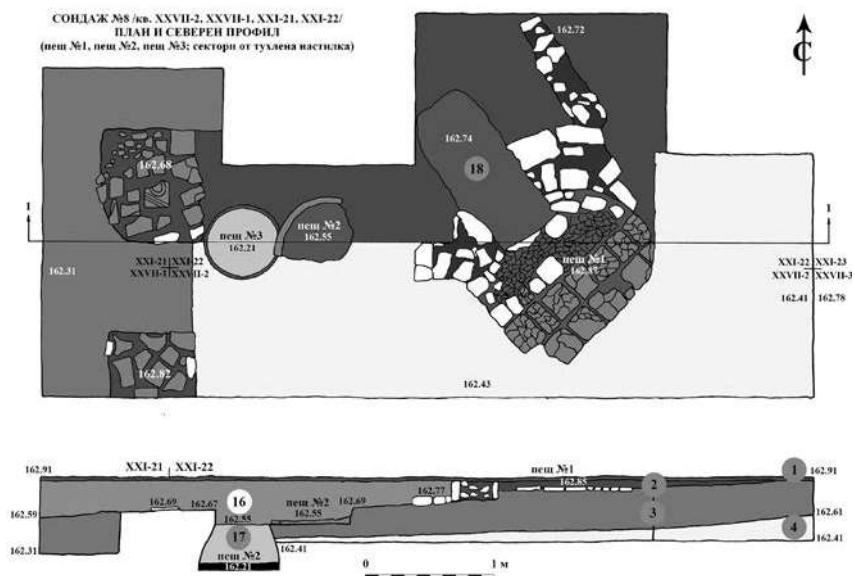 СОНДАЖ №8 /кв. XXVII-2, XXVII-1, XXI-21, XXI-22/
ПЛАН И СЕВЕРЕН ПРОФИЛ
(пещ №1, пещ №2, пещ №3; сектори от тухлена настилка)
С
162.72
162.74
18
162.68
1
1
пещ №3
162.21
пещ №2
162.55
пещ №1
162.87
162.31
XXI-21 XXI-22
XXVII-1 XXVII-2
XXI-22 XXI-23
XXVII-2 XXVII-3
162.41 162.78
162.82
162.43
XXI-21 XXI-22
пещ №1
1
162.91
162.91
162.85
2
162.77
162.69
162.67
16
пещ №2
162.69
162.55
162.55
3
162.59
162.61
4
17
162.31
162.41
162.41
пещ №2
162.21
0 1 м